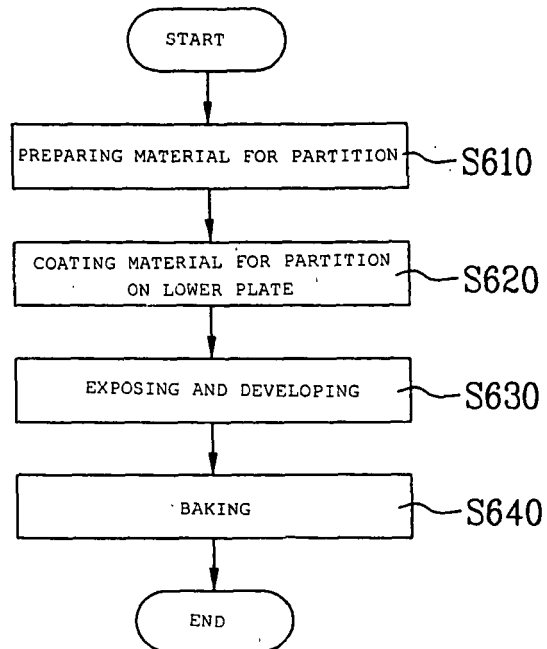 START
PREPARING MATERIAL FOR PARTITION
S610
COATING MATERIAL FOR PARTITION
ON LOWER PLATE
S620
EXPOSING AND DEVELOPING
S630
BAKING
S640
END